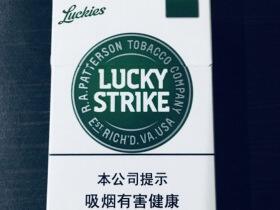 Luckies
R.A. PATTERSON TOBACCO COMPANY
LUCKY
STRIKE
EST RICH'D. VA. USA
本公司提示
吸烟有害健康